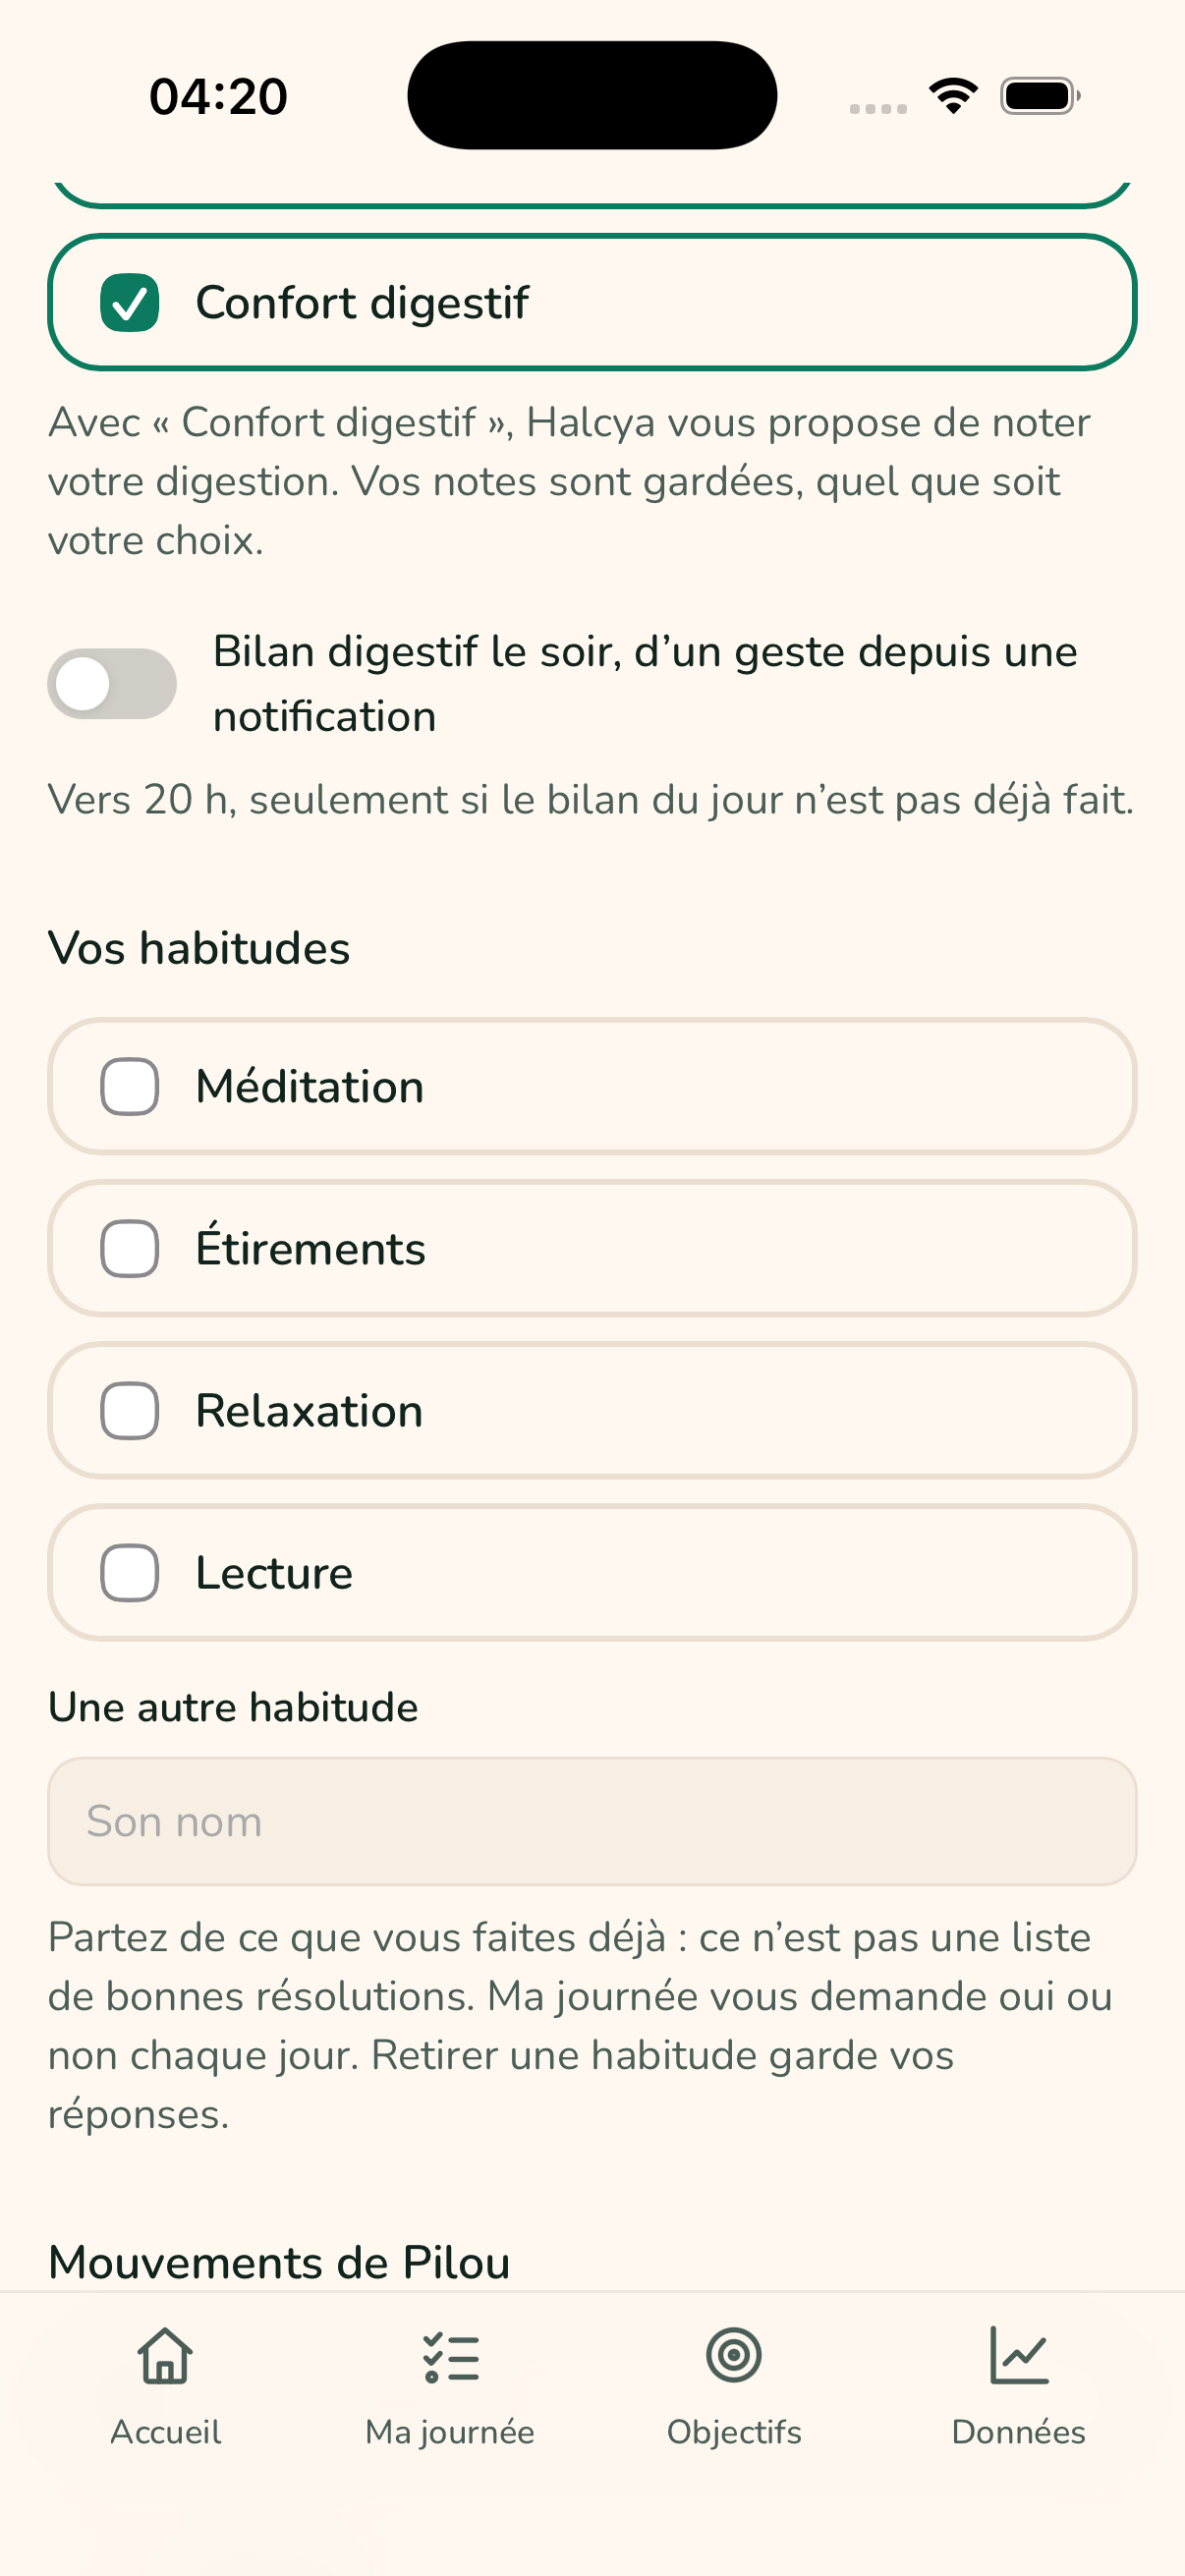 04:20
Confort digestif
Avec « Confort digestif », Halcya vous propose de noter
votre digestion. Vos notes sont gardées, quel que soit
votre choix.
Bilan digestif le soir, d’un geste depuis une
notification
Vers 20 h, seulement si le bilan du jour n’est pas déjà fait.
Vos habitudes
Méditation
Étirements
Relaxation
Lecture
Une autre habitude
Son nom
Partez de ce que vous faites déjà : ce n’est pas une liste
de bonnes résolutions. Ma journée vous demande oui ou
non chaque jour. Retirer une habitude garde vos
réponses.
Mouvements de Pilou
Accueil
Ma journée
Objectifs
Données